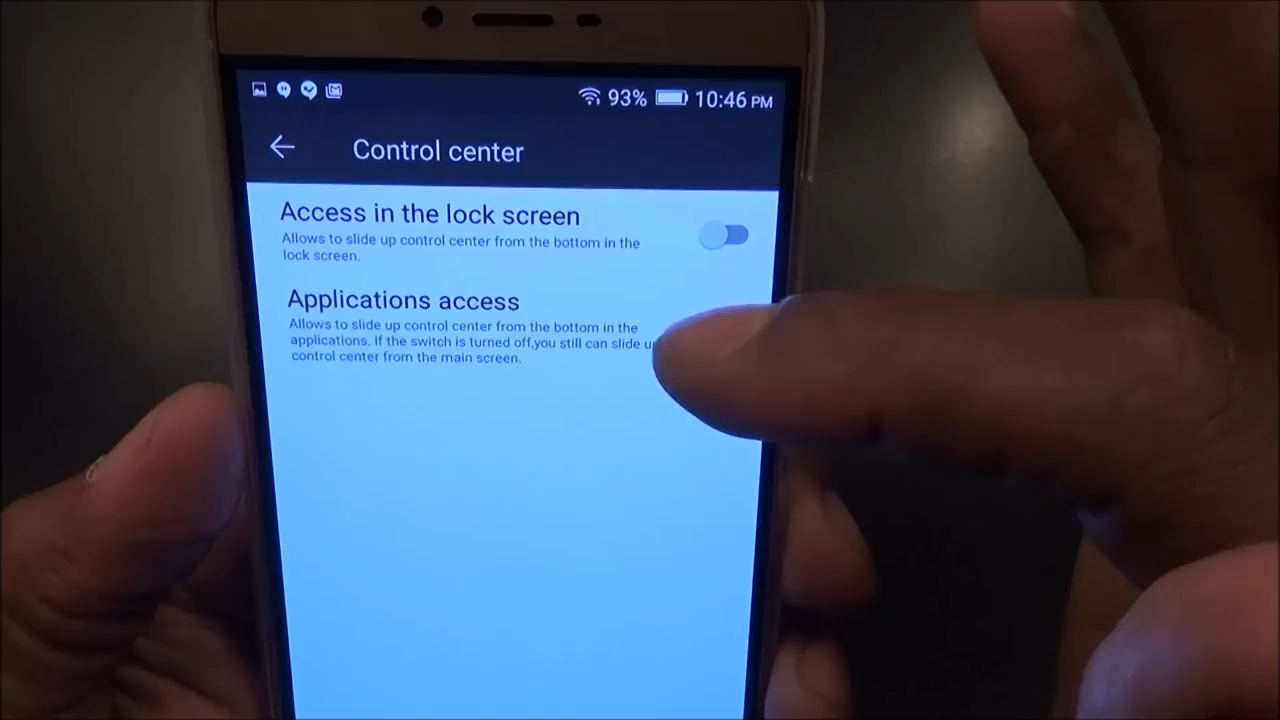 93% 10:46 PM
Control center
Access in the lock screen
Allows to slide up control center from the bottom in the
lock screen.
Applications access
Allows to slide up control center from the bottom in the
applications. If the switch is turned off,you still can slide up
control center from the main screen.